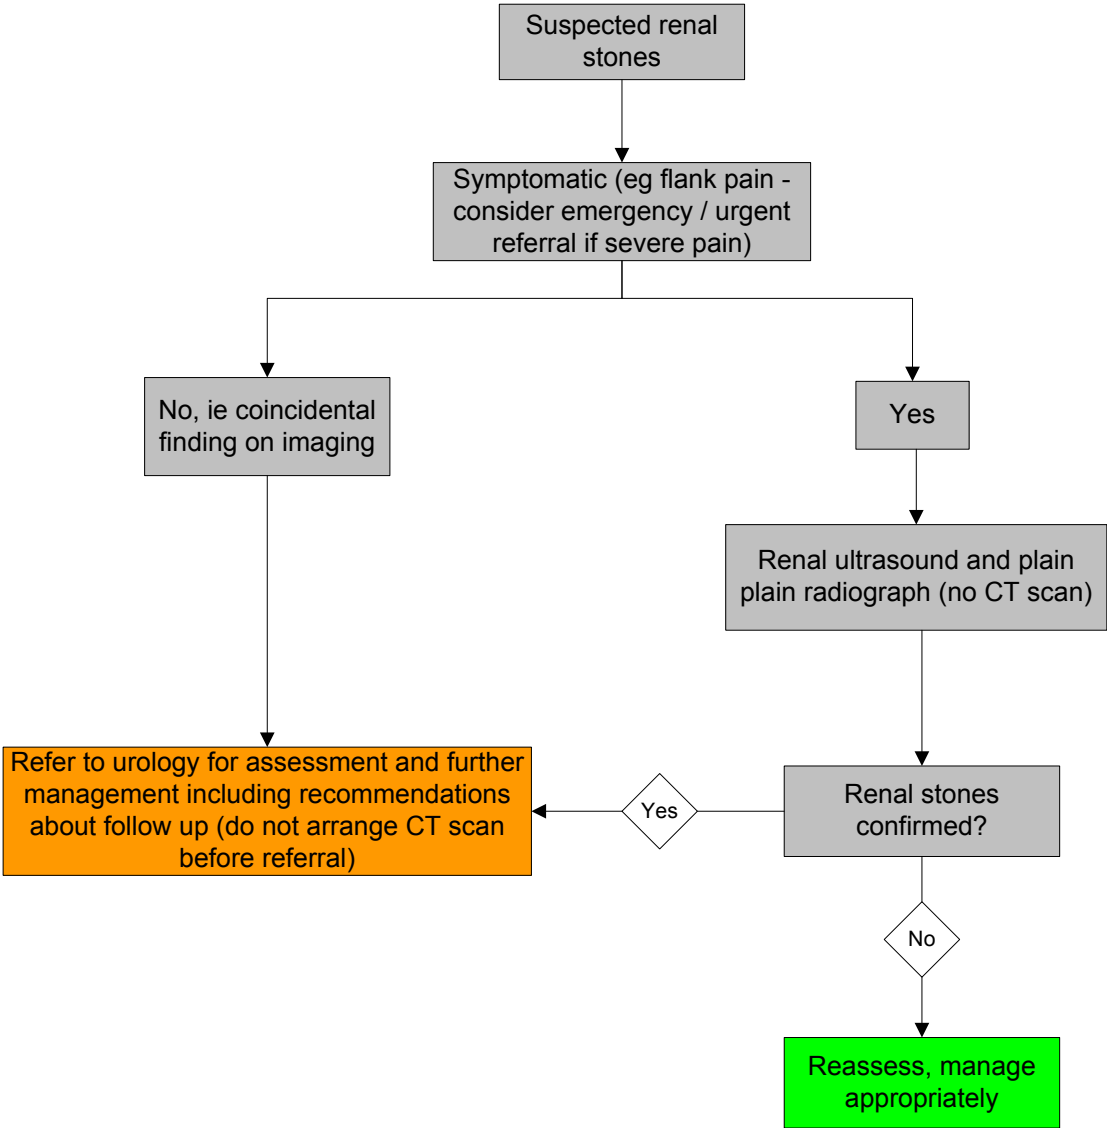 Suspected renal
stones
Symptomatic (eg flank pain -
consider emergency / urgent
referral if severe pain)
No, ie coincidental
finding on imaging
Yes
Renal ultrasound and plain
plain radiograph (no CT scan)
Refer to urology for assessment and further
management including recommendations
about follow up (do not arrange CT scan
before referral)
Yes
Renal stones
confirmed?
No
Reassess, manage
appropriately